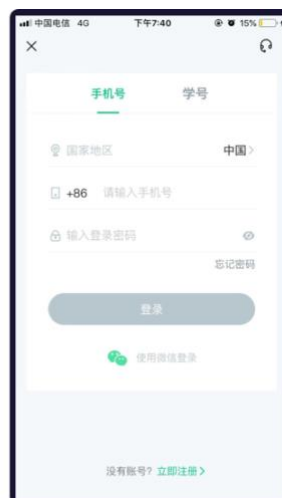 中国电信 4G 下午7:40 15%
手机号 学号
国家地区 中国
+86 请输入手机号
输入登录密码
忘记密码
登录
使用微信登录
没有账号? 立即注册